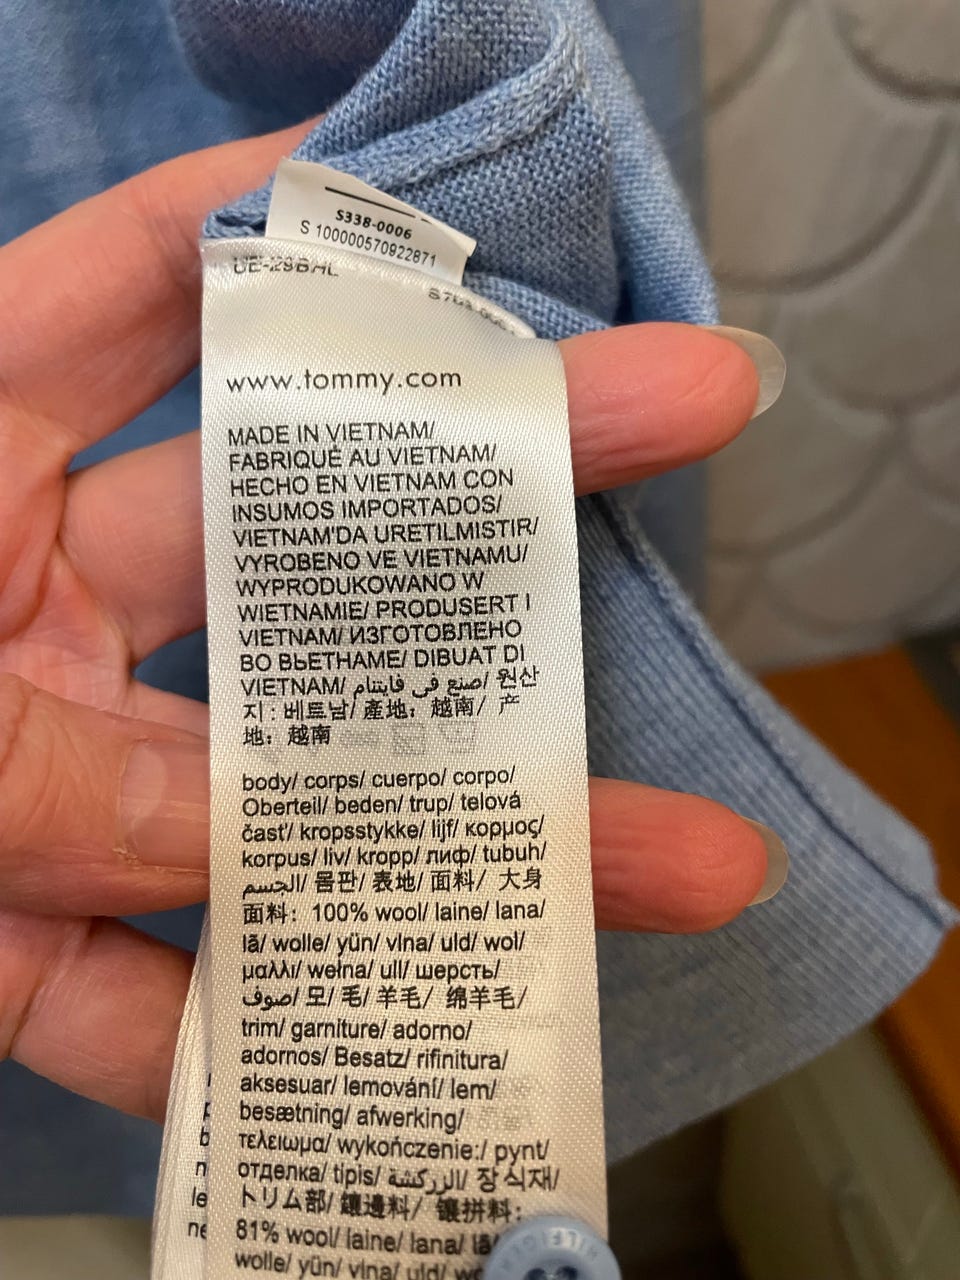 S338-0006
S 100000570922871
www.tommy.com
MADE IN VIETNAM/
FABRIQUÉ AU VIETNAM/
HECHO EN VIETNAM CON
INSUMOS IMPORTADOS/
VIETNAM'DA URETILMISTIR/
VYROBENO VE VIETNAMU/
WYPRODUKOWANO W
WIETNAMIE/ PRODUSERT I
VIETNAM/ ИЗГОТОВЛЕНО
ВО ВЬЕТНАМЕ/ DIBUAT DI
VIETNAM/ صنع في فايتنام/ 원산
지 : 베트남/ 產地：越南/ 产
地：越南
body/ corps/ cuerpo/ corpo/
Oberteil/ beden/ trup/ telová
časť/ kropsstykke/ lijf/ κορμος/
korpus/ liv/ kropp/ лиф/ tubuh/
الجسم/ 몸판/ 表地/ 面料/ 大身
面料：100% wool/ laine/ lana/
lã/ wolle/ yün/ vlna/ uld/ wol/
μαλλι/ wełna/ ull/ шерсть/
صوف/ 모/ 毛/ 羊毛/ 绵羊毛/
trim/ garniture/ adorno/
adornos/ Besatz/ rifinitura/
aksesuar/ lemování/ lem/
besætning/ afwerking/
τελειωμα/ wykończenie:/ pynt/
отделка/ tipis/ الزركشة/ 장식재/
トリム部/ 鑲邊料/ 镶拼料：
81% wool/ laine/ lana/ lã/
wolle/ yün/ vlna/ uld/
HILFIGER